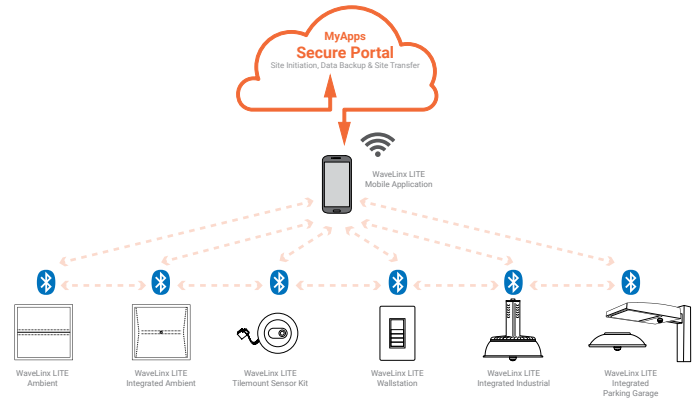 MyApps
Secure Portal
Site Initiation, Data Backup & Site Transfer
WaveLinx LITE
Mobile Application
WaveLinx LITE
Ambient
WaveLinx LITE
Integrated Ambient
WaveLinx LITE
Tilemount Sensor Kit
WaveLinx LITE
Wallstation
WaveLinx LITE
Integrated Industrial
WaveLinx LITE
Integrated
Parking Garage